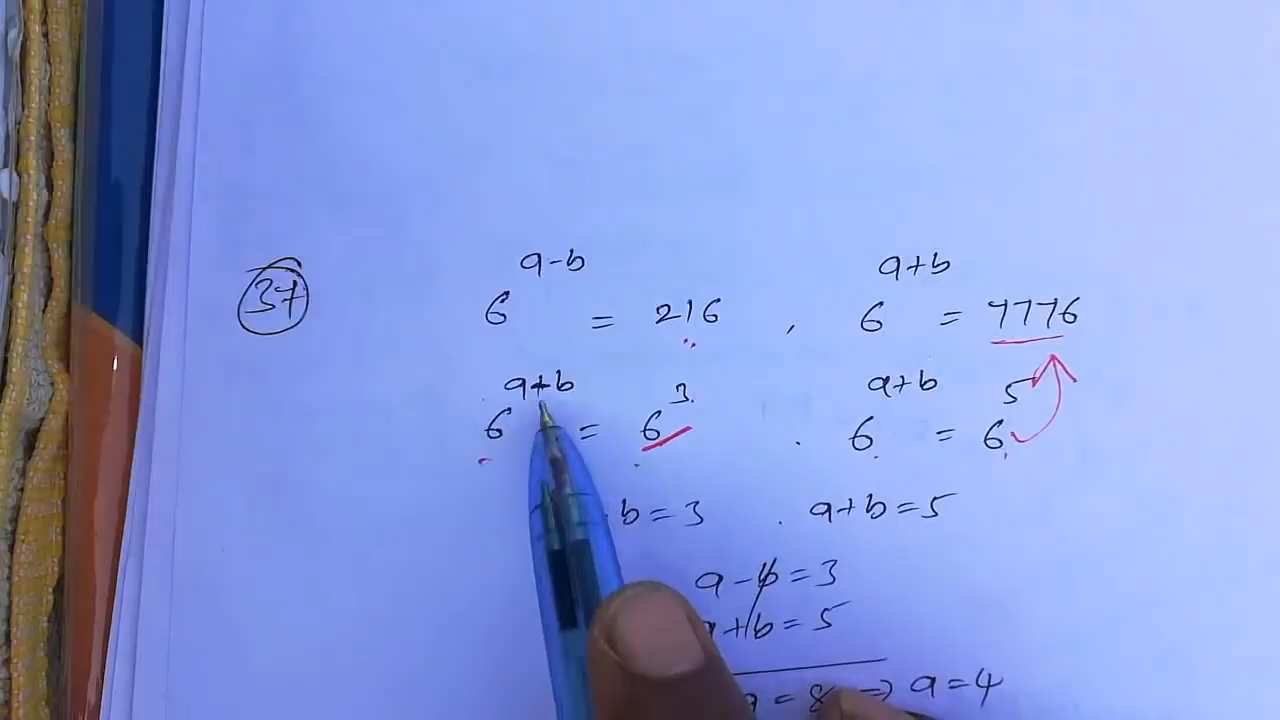 37 6^(a-b) = 216 , 6^(a+b) = 7776
6^(a+b) = 6^3 . 6^(a+b) = 6^5
b = 3 . a+b = 5
a - b = 3
a + b = 5
a = 8 ⇒ a = 4